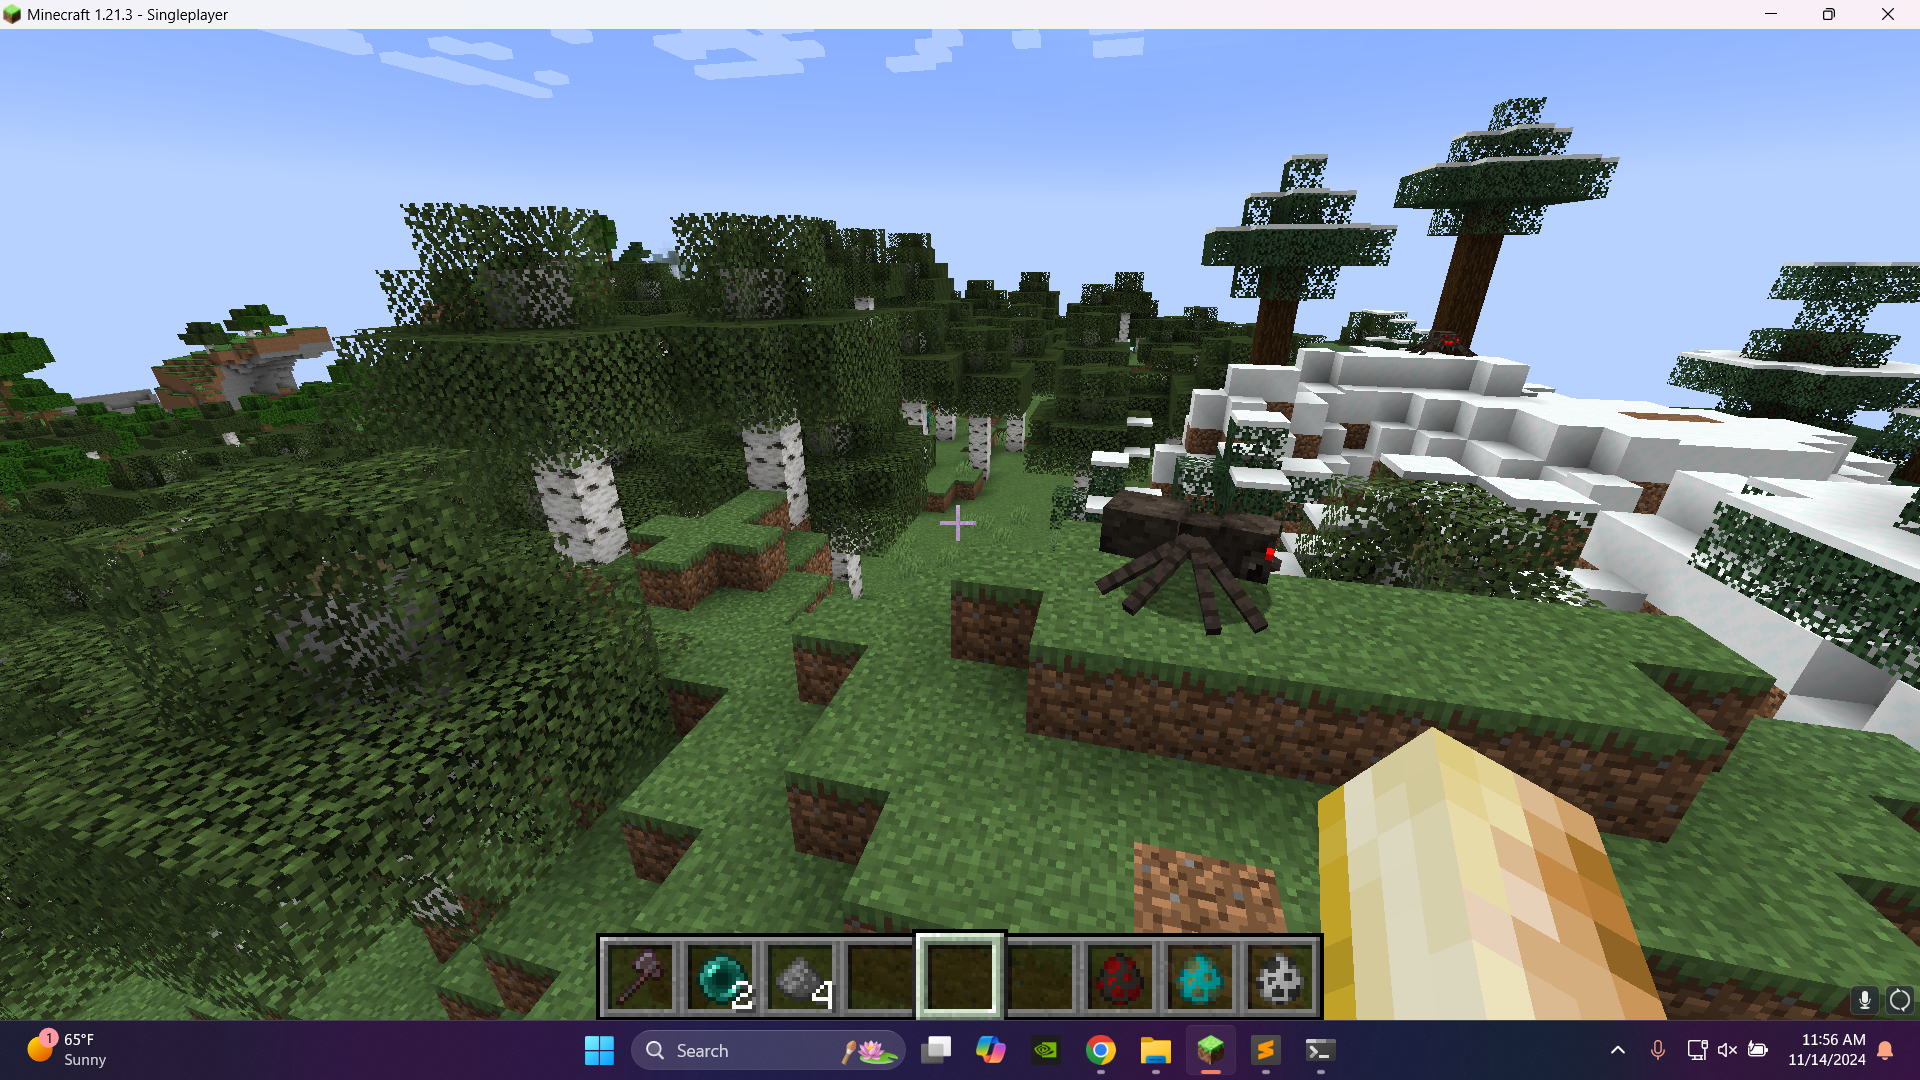 Minecraft 1.21.3 - Singleplayer
2
4
1
65°F
Sunny
Search
11:56 AM
11/14/2024